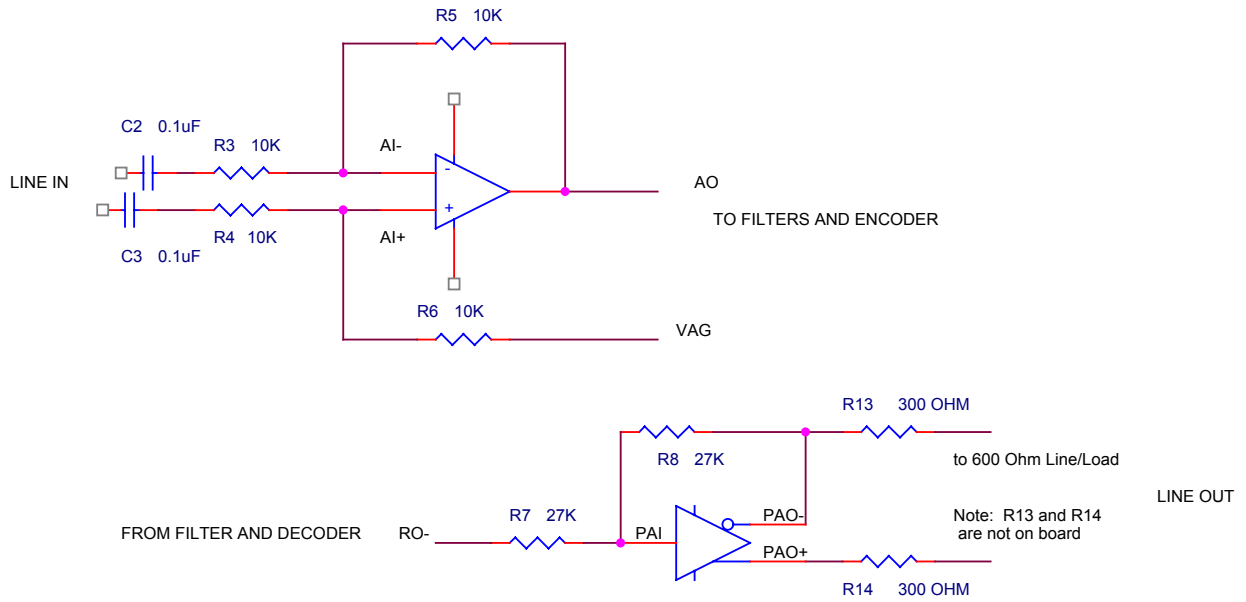 R5 10K
C2 0.1uF
R3 10K
AI-
LINE IN
-
AO
+
TO FILTERS AND ENCODER
R4 10K
AI+
C3 0.1uF
R6 10K
VAG
R13 300 OHM
R8 27K
to 600 Ohm Line/Load
LINE OUT
R7 27K
PAO-
Note: R13 and R14
are not on board
FROM FILTER AND DECODER
RO-
PAI
PAO+
R14 300 OHM